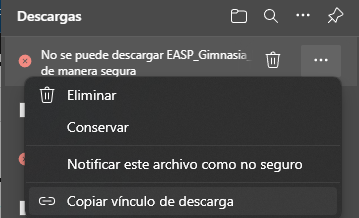 Descargas
No se puede descargar EASP_Gimnasia_
de manera segura
Eliminar
Conservar
Notificar este archivo como no seguro
Copiar vínculo de descarga